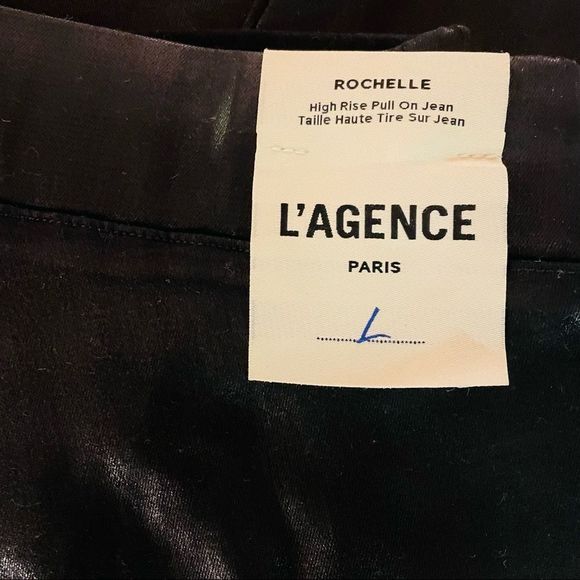 ROCHELLE
High Rise Pull On Jean
Taille Haute Tire Sur Jean
L'AGENCE
PARIS
L